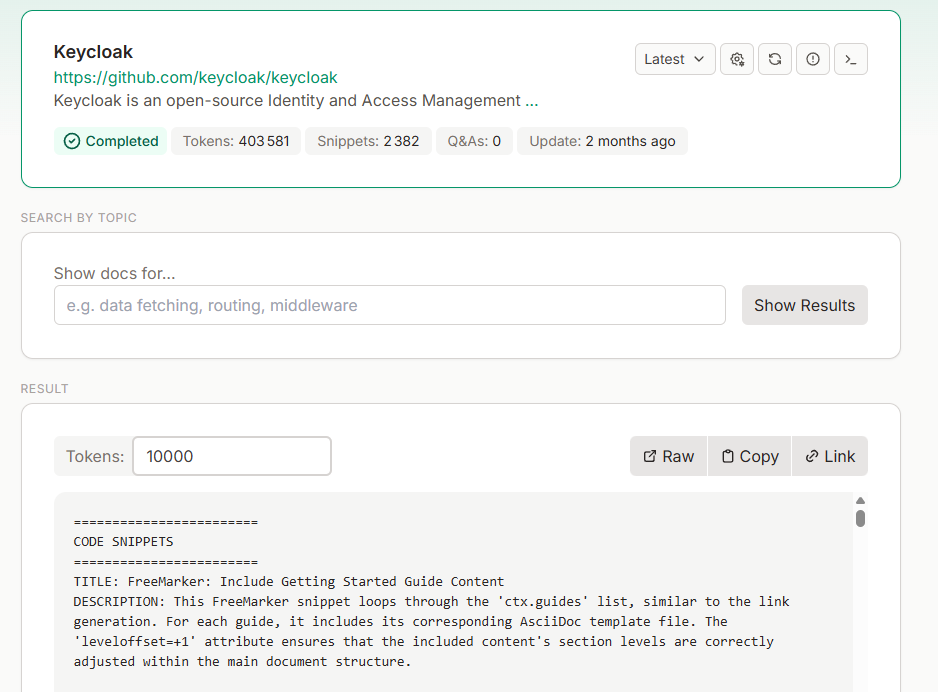 Keycloak
Latest
https://github.com/keycloak/keycloak
Keycloak is an open-source Identity and Access Management ...
Completed
Tokens: 403 581
Snippets: 2 382
Q&As: 0
Update: 2 months ago
SEARCH BY TOPIC
Show docs for...
e.g. data fetching, routing, middleware
Show Results
RESULT
Tokens:
10000
Raw
Copy
Link
========================
CODE SNIPPETS
========================
TITLE: FreeMarker: Include Getting Started Guide Content
DESCRIPTION: This FreeMarker snippet loops through the 'ctx.guides' list, similar to the link
generation. For each guide, it includes its corresponding AsciiDoc template file. The
'leveloffset=+1' attribute ensures that the included content's section levels are correctly
adjusted within the main document structure.